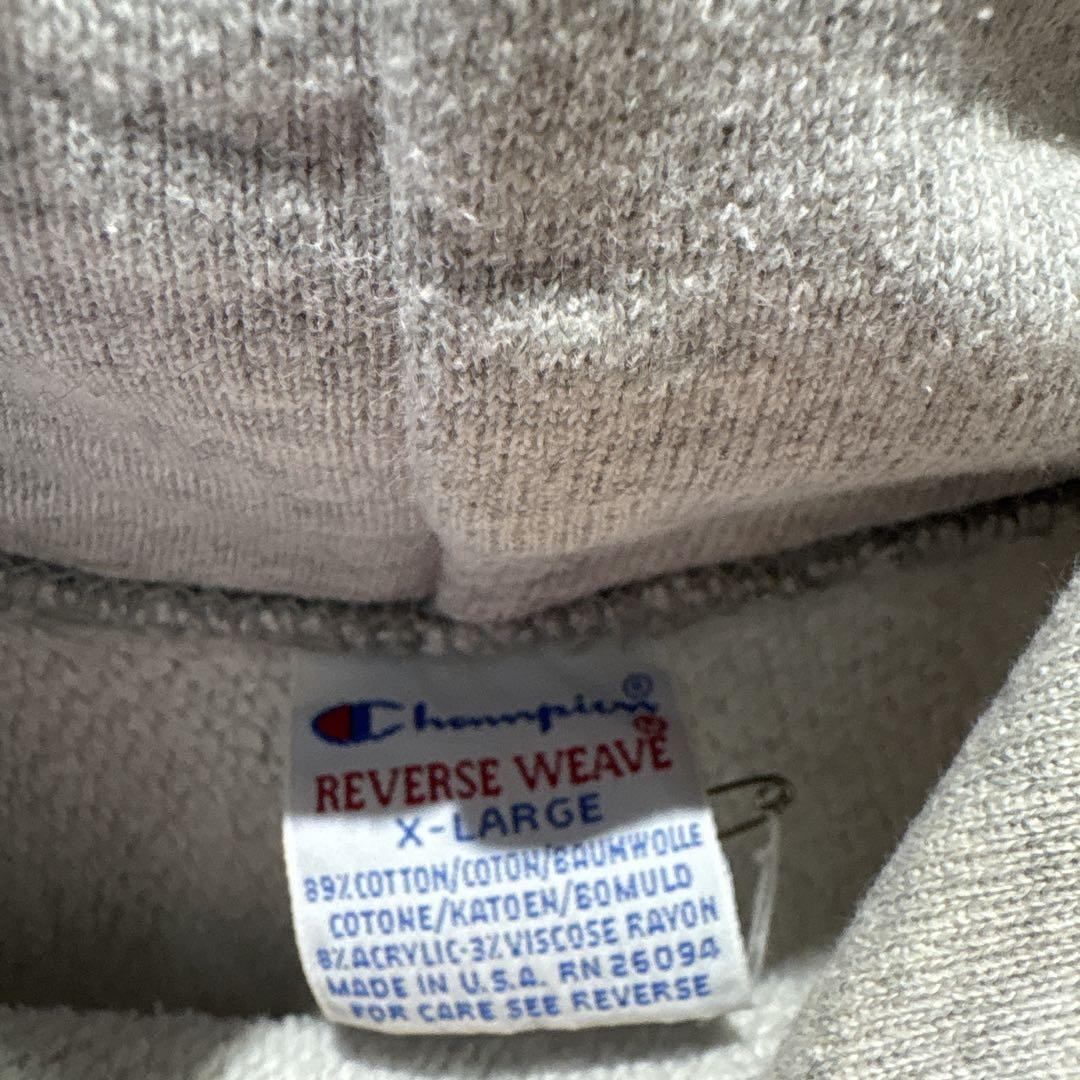 Champion®
REVERSE WEAVE®
X-LARGE
89%COTTON/COTON/BAUMWOLLE
COTONE/KATOEN/BOMULD
8%ACRYLIC-3%VISCOSE RAYON
MADE IN U.S.A. RN 26094
FOR CARE SEE REVERSE